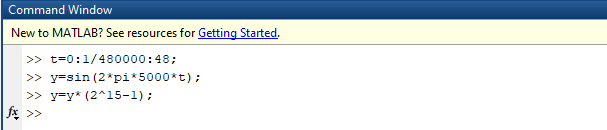 Command Window
New to MATLAB? See resources for Getting Started.
>> t=0:1/480000:48;
>> y=sin(2*pi*5000*t);
>> y=y*(2^15-1);
fx >>